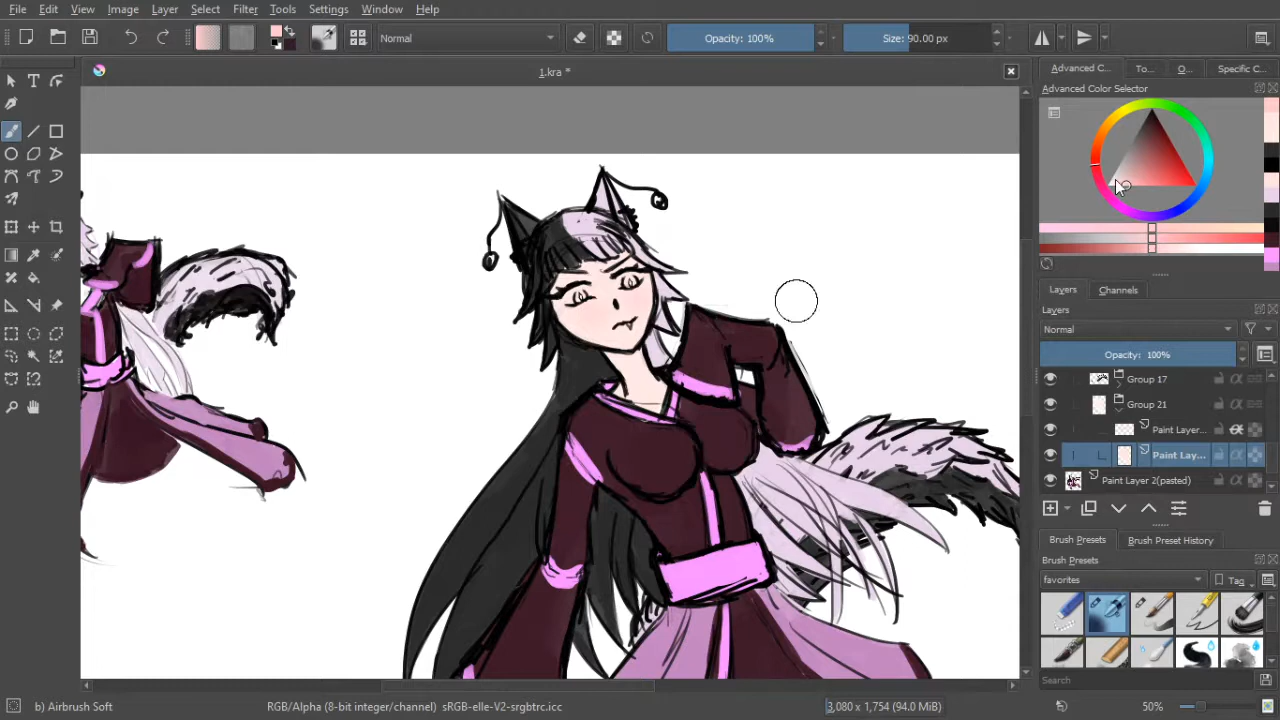 File Edit View Image Layer Select Filter Tools Settings Window Help
Normal Opacity: 100% Size: 90.00 px
1.kra *
Advanced C... To... O... Specific C...
Advanced Color Selector
Layers Channels
Layers
Normal
Opacity: 100%
Group 17
Group 21
Paint Layer...
Paint Lay...
Paint Layer 2(pasted)
Brush Presets Brush Preset History
Brush Presets
favorites Tag
Search
b) Airbrush Soft RGB/Alpha (8-bit integer/channel) sRGB-elle-V2-srgbtrc.icc 3,080 x 1,754 (94.0 MiB) 50%